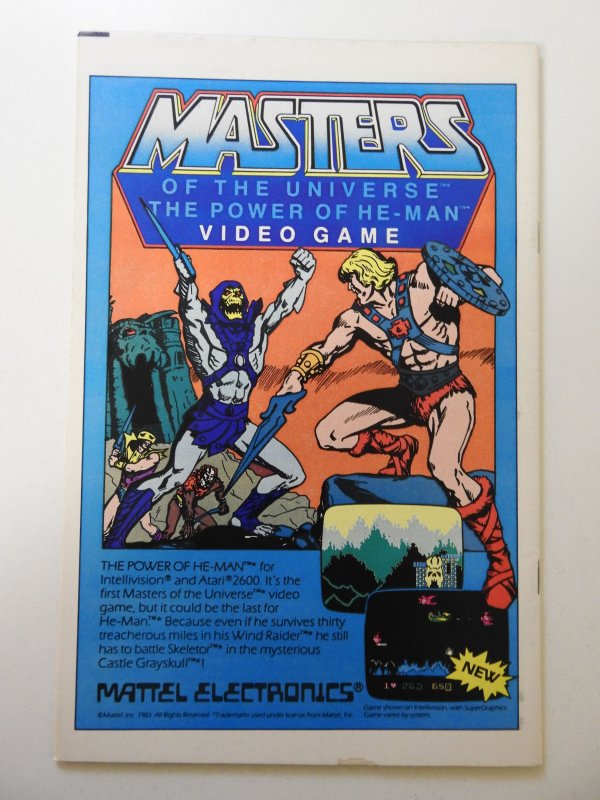 MASTERS
OF THE UNIVERSE™*
THE POWER OF HE-MAN™*
VIDEO GAME
THE POWER OF HE-MAN™* for
Intellivision® and Atari® 2600. It's the
first Masters of the Universe™* video
game, but it could be the last for
He-Man.™* Because even if he survives thirty
treacherous miles in his Wind Raider™* he still
has to battle Skeletor™* in the mysterious
Castle Grayskull™*!
NEW
MATTEL ELECTRONICS®
©Mattel, Inc. 1983. All Rights Reserved. *Trademarks used under license from Mattel, Inc.
Game shown on Intellivision, with SuperGraphics.
Game varies by system.